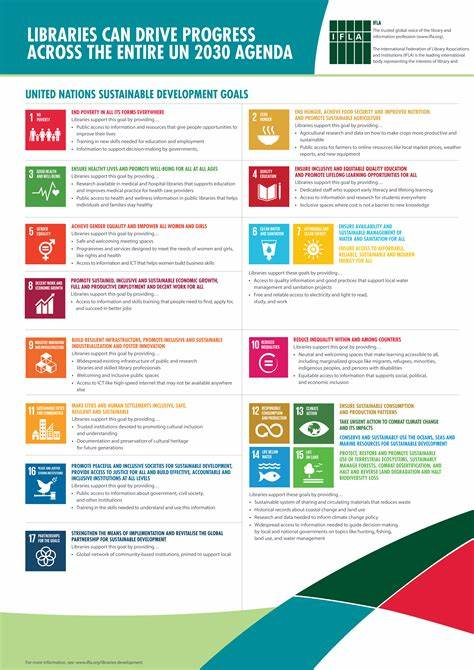 LIBRARIES CAN DRIVE PROGRESS
ACROSS THE ENTIRE UN 2030 AGENDA
IFLA
IFLA
The trusted global voice of the library and
information profession (www.ifla.org).
The International Federation of Library Associations
and Institutions (IFLA) is the leading international
body representing the interests of library and
UNITED NATIONS SUSTAINABLE DEVELOPMENT GOALS
1 NO POVERTY
END POVERTY IN ALL ITS FORMS EVERYWHERE
Libraries support this goal by providing…
• Public access to information and resources that give people opportunities to
improve their lives
• Training in new skills needed for education and employment
• Information to support decision-making by governments,
2 ZERO HUNGER
END HUNGER, ACHIEVE FOOD SECURITY AND IMPROVED NUTRITION
AND PROMOTE SUSTAINABLE AGRICULTURE
Libraries support this goal by providing…
• Agricultural research and data on how to make crops more productive and
sustainable
• Public access for farmers to online resources like local market prices, weather
reports, and new equipment
3 GOOD HEALTH AND WELL-BEING
ENSURE HEALTHY LIVES AND PROMOTE WELL-BEING FOR ALL AT ALL AGES
Libraries support this goal by providing…
• Research available in medical and hospital libraries that supports education
and improves medical practice for health care providers
• Public access to health and wellness information in public libraries that helps
individuals and families stay healthy
4 QUALITY EDUCATION
ENSURE INCLUSIVE AND EQUITABLE QUALITY EDUCATION
AND PROMOTE LIFELONG LEARNING OPPORTUNITIES FOR ALL
Libraries support this goal by providing…
• Dedicated staff who support early literacy and lifelong learning
• Access to information and research for students everywhere
• Inclusive spaces where cost is not a barrier to new knowledge
5 GENDER EQUALITY
ACHIEVE GENDER EQUALITY AND EMPOWER ALL WOMEN AND GIRLS
Libraries support this goal by providing…
• Safe and welcoming meeting spaces
• Programmes and services designed to meet the needs of women and girls,
like rights and health
• Access to information and ICT that helps women build business skills
6 CLEAN WATER AND SANITATION
7 AFFORDABLE AND CLEAN ENERGY
ENSURE AVAILABILITY AND
SUSTAINABLE MANAGEMENT OF
WATER AND SANITATION FOR ALL
ENSURE ACCESS TO AFFORDABLE,
RELIABLE, SUSTAINABLE AND MODERN
ENERGY FOR ALL
Libraries support these goals by providing…
• Access to quality information and good practices that support local water
management and sanitation projects
• Free and reliable access to electricity and light to read,
study, and work
8 DECENT WORK AND ECONOMIC GROWTH
PROMOTE SUSTAINED, INCLUSIVE AND SUSTAINABLE ECONOMIC GROWTH,
FULL AND PRODUCTIVE EMPLOYMENT AND DECENT WORK FOR ALL
Libraries support this goal by providing…
• Access to information and skills training that people need to find, apply for,
and succeed in better jobs
9 INDUSTRY, INNOVATION AND INFRASTRUCTURE
BUILD RESILIENT INFRASTRUCTURE, PROMOTE INCLUSIVE AND SUSTAINABLE
INDUSTRIALIZATION AND FOSTER INNOVATION
Libraries support this goal by providing…
• Widespread existing infrastructure of public and research
libraries and skilled library professionals
• Welcoming and inclusive public spaces
• Access to ICT like high-speed internet that may not be available anywhere
else
10 REDUCED INEQUALITIES
REDUCE INEQUALITY WITHIN AND AMONG COUNTRIES
Libraries support this goal by providing…
• Neutral and welcoming spaces that make learning accessible to all,
including marginalized groups like migrants, refugees, minorities,
indigenous peoples, and persons with disabilities
• Equitable access to information that supports social, political,
and economic inclusion
11 SUSTAINABLE CITIES AND COMMUNITIES
MAKE CITIES AND HUMAN SETTLEMENTS INCLUSIVE, SAFE,
RESILIENT AND SUSTAINABLE
Libraries support this goal by providing…
• Trusted institutions devoted to promoting cultural inclusion
and understanding
• Documentation and preservation of cultural heritage
for future generations
12 RESPONSIBLE CONSUMPTION AND PRODUCTION
13 CLIMATE ACTION
14 LIFE BELOW WATER
15 LIFE ON LAND
ENSURE SUSTAINABLE CONSUMPTION
AND PRODUCTION PATTERNS
TAKE URGENT ACTION TO COMBAT CLIMATE CHANGE
AND ITS IMPACTS
CONSERVE AND SUSTAINABLY USE THE OCEANS, SEAS AND
MARINE RESOURCES FOR SUSTAINABLE DEVELOPMENT
PROTECT, RESTORE AND PROMOTE SUSTAINABLE
USE OF TERRESTRIAL ECOSYSTEMS, SUSTAINABLY
MANAGE FORESTS, COMBAT DESERTIFICATION, AND
HALT AND REVERSE LAND DEGRADATION AND HALT
BIODIVERSITY LOSS
Libraries support these goals by providing…
• Sustainable system of sharing and circulating materials that reduces waste
• Historical records about coastal change and land use
• Research and data needed to inform climate change policy
• Widespread access to information needed to guide decision-making
by local and national governments on topics like hunting, fishing,
land use, and water management
16 PEACE AND JUSTICE STRONG INSTITUTIONS
PROMOTE PEACEFUL AND INCLUSIVE SOCIETIES FOR SUSTAINABLE DEVELOPMENT,
PROVIDE ACCESS TO JUSTICE FOR ALL AND BUILD EFFECTIVE, ACCOUNTABLE AND
INCLUSIVE INSTITUTIONS AT ALL LEVELS
Libraries support this goal by providing…
• Public access to information about government, civil society,
and other institutions
• Training in the skills needed to understand and use this information
17 PARTNERSHIPS FOR THE GOALS
STRENGTHEN THE MEANS OF IMPLEMENTATION AND REVITALISE THE GLOBAL
PARTNERSHIP FOR SUSTAINABLE DEVELOPMENT
Libraries support this goal by providing…
• Global network of community-based institutions, primed to support local
For more information, see: www.ifla.org/libraries-development.